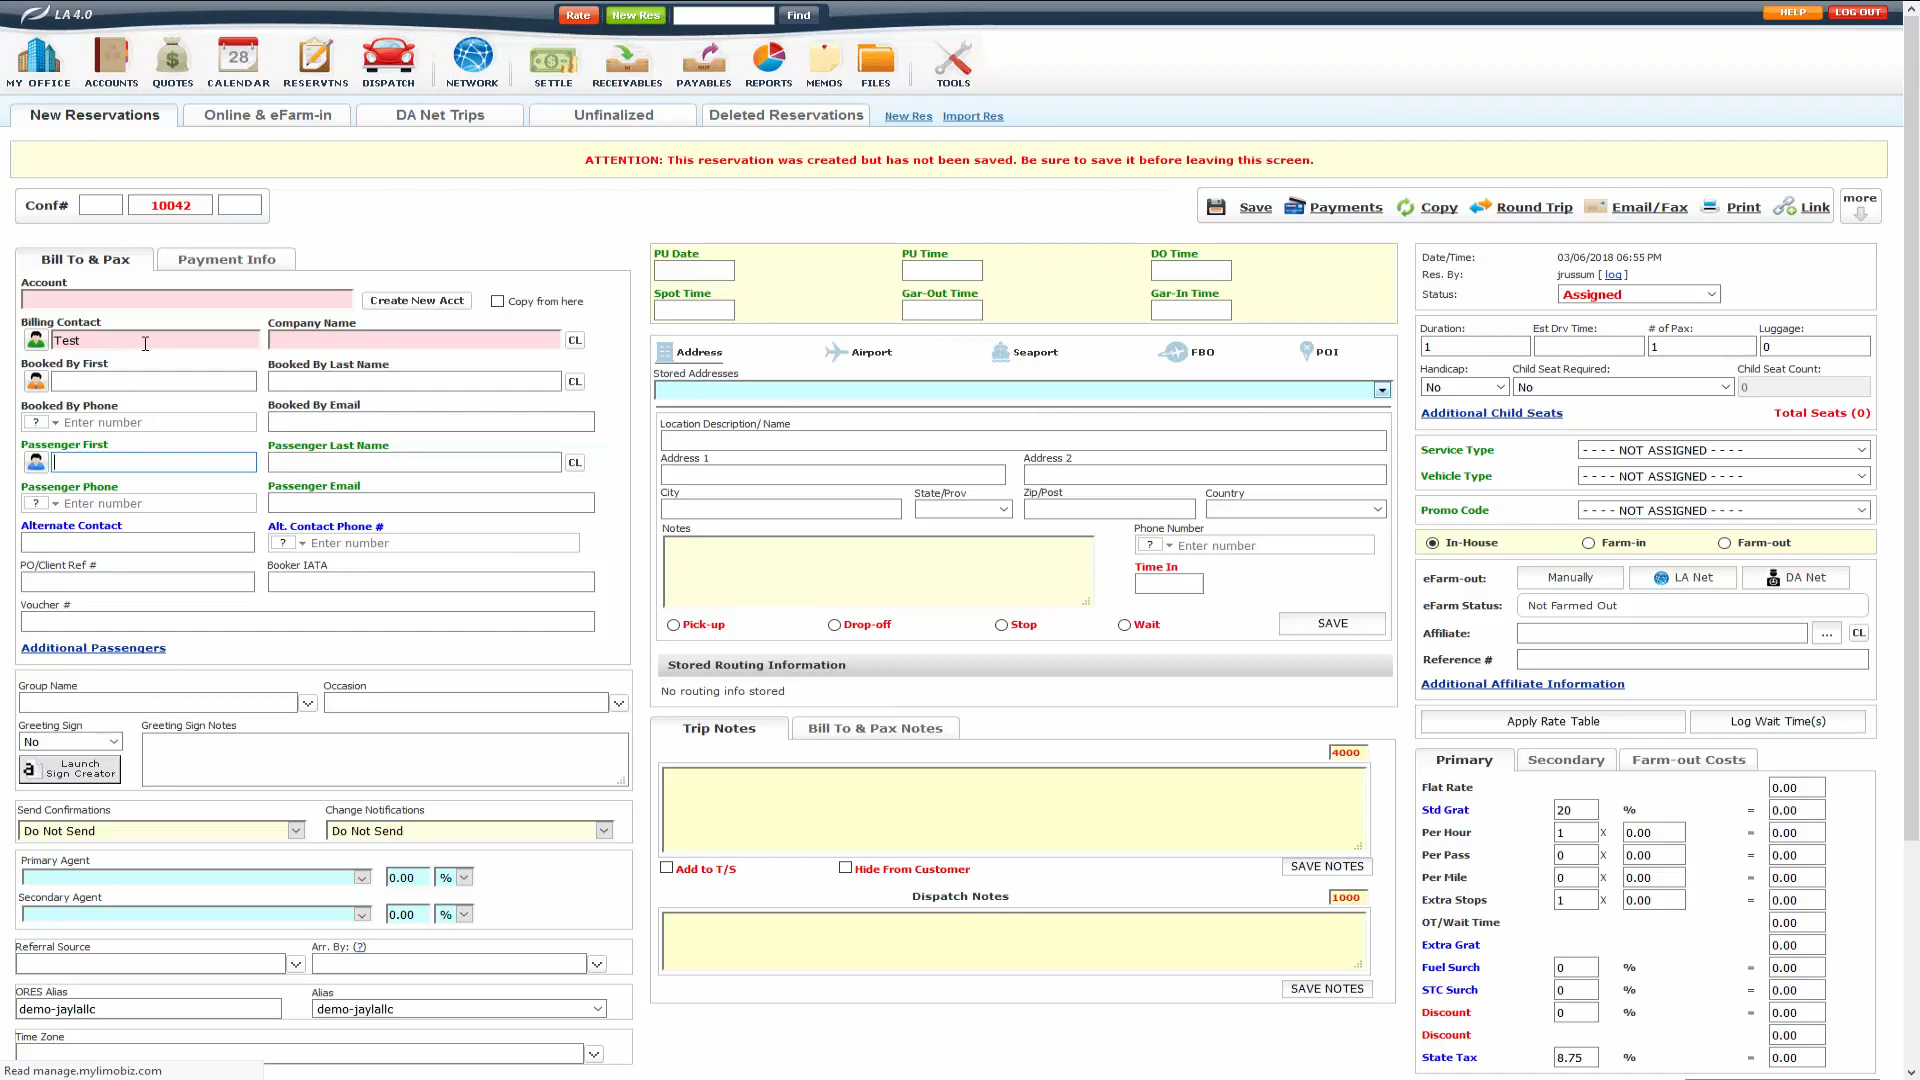 LA 4.0
Rate
New Res
Find
HELP
LOG OUT
28
MY OFFICE
ACCOUNTS
QUOTES
CALENDAR
RESERVTNS
DISPATCH
NETWORK
SETTLE
RECEIVABLES
PAYABLES
REPORTS
MEMOS
FILES
TOOLS
New Reservations
Online & eFarm-in
DA Net Trips
Unfinalized
Deleted Reservations
New Res
Import Res
ATTENTION: This reservation was created but has not been saved. Be sure to save it before leaving this screen.
Conf#
10042
Save
Payments
Copy
Round Trip
Email/Fax
Print
Link
more
Bill To & Pax
Payment Info
Account
Create New Acct
Copy from here
Billing Contact
Company Name
Test
CL
Booked By First
Booked By Last Name
CL
Booked By Phone
Booked By Email
? Enter number
Passenger First
Passenger Last Name
CL
Passenger Phone
Passenger Email
? Enter number
Alternate Contact
Alt. Contact Phone #
? Enter number
PO/Client Ref #
Booker IATA
Voucher #
Additional Passengers
Group Name
Occasion
Greeting Sign
Greeting Sign Notes
No
a Launch
Sign Creator
Send Confirmations
Change Notifications
Do Not Send
Do Not Send
Primary Agent
0.00 %
Secondary Agent
0.00 %
Referral Source
Arr. By: (?)
ORES Alias
Alias
demo-jaylallc
demo-jaylallc
Time Zone
Read manage.mylimobiz.com
PU Date
PU Time
DO Time
Spot Time
Gar-Out Time
Gar-In Time
Address
Airport
Seaport
FBO
POI
Stored Addresses
Location Description/ Name
Address 1
Address 2
City
State/Prov
Zip/Post
Country
Notes
Phone Number
? Enter number
Time In
Pick-up
Drop-off
Stop
Wait
SAVE
Stored Routing Information
No routing info stored
Trip Notes
Bill To & Pax Notes
4000
Add to T/S
Hide From Customer
SAVE NOTES
Dispatch Notes
1000
SAVE NOTES
Date/Time: 03/06/2018 06:55 PM
Res. By: jrussum [ log ]
Status: Assigned
Duration:
Est Drv Time:
# of Pax:
Luggage:
1
1
0
Handicap:
Child Seat Required:
Child Seat Count:
No
No
0
Additional Child Seats
Total Seats (0)
Service Type - - - - NOT ASSIGNED - - - -
Vehicle Type - - - - NOT ASSIGNED - - - -
Promo Code - - - - NOT ASSIGNED - - - -
In-House
Farm-in
Farm-out
eFarm-out:
Manually
LA Net
DA Net
eFarm Status: Not Farmed Out
Affiliate:
...
CL
Reference #
Additional Affiliate Information
Apply Rate Table
Log Wait Time(s)
Primary
Secondary
Farm-out Costs
Flat Rate 0.00
Std Grat 20 % = 0.00
Per Hour 1 X 0.00 = 0.00
Per Pass 0 X 0.00 = 0.00
Per Mile 0 X 0.00 = 0.00
Extra Stops 1 X 0.00 = 0.00
OT/Wait Time 0.00
Extra Grat 0.00
Fuel Surch 0 % = 0.00
STC Surch 0 % = 0.00
Discount 0 % = 0.00
Discount 0.00
State Tax 8.75 % = 0.00